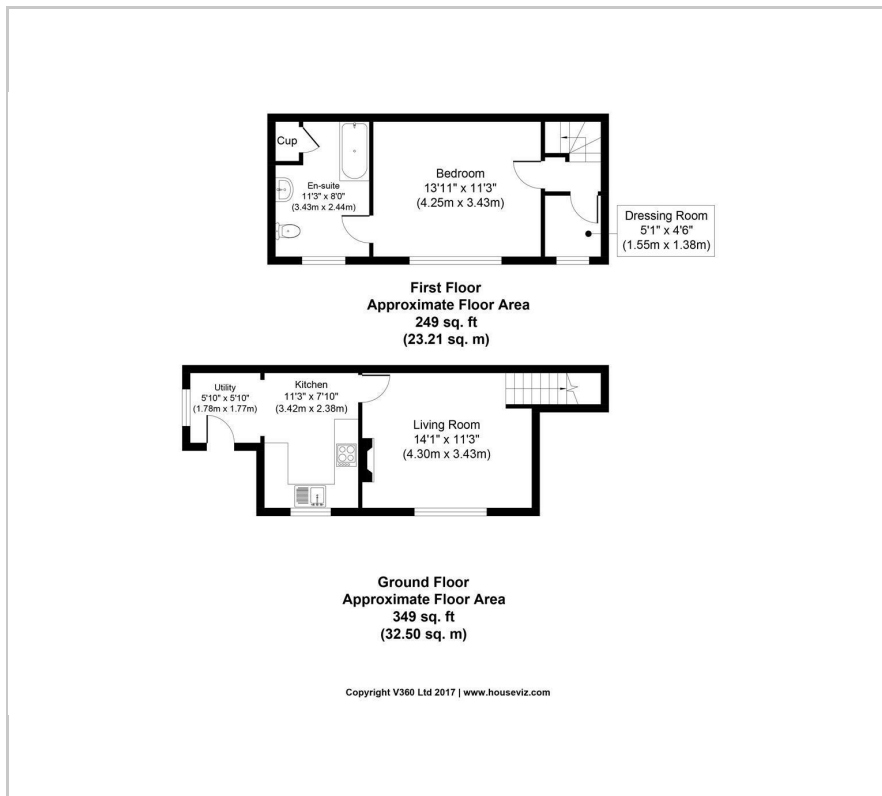 Cup
En-suite
11'3" x 8'0"
(3.43m x 2.44m)
Bedroom
13'11" x 11'3"
(4.25m x 3.43m)
Dressing Room
5'1" x 4'6"
(1.55m x 1.38m)
First Floor
Approximate Floor Area
249 sq. ft
(23.21 sq. m)
Utility
5'10" x 5'10"
(1.78m x 1.77m)
Kitchen
11'3" x 7'10"
(3.42m x 2.38m)
Living Room
14'1" x 11'3"
(4.30m x 3.43m)
Ground Floor
Approximate Floor Area
349 sq. ft
(32.50 sq. m)
Copyright V360 Ltd 2017 | www.houseviz.com